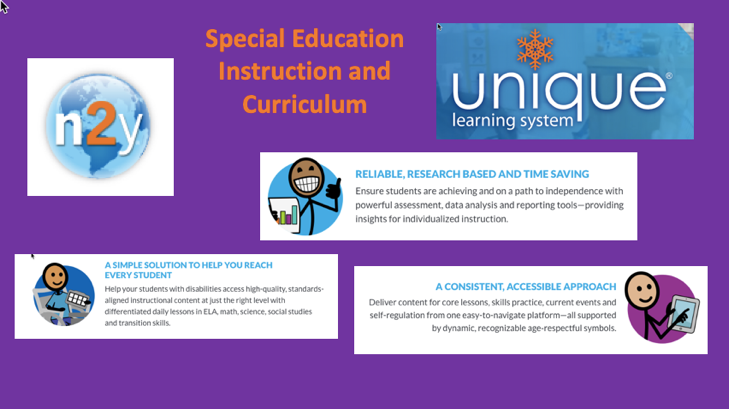 Special Education
Instruction and
Curriculum
n2y
unique®
learning system
RELIABLE, RESEARCH BASED AND TIME SAVING
Ensure students are achieving and on a path to independence with
powerful assessment, data analysis and reporting tools—providing
insights for individualized instruction.
A SIMPLE SOLUTION TO HELP YOU REACH
EVERY STUDENT
Help your students with disabilities access high-quality, standards-
aligned instructional content at just the right level with
differentiated daily lessons in ELA, math, science, social studies
and transition skills.
A CONSISTENT, ACCESSIBLE APPROACH
Deliver content for core lessons, skills practice, current events and
self-regulation from one easy-to-navigate platform—all supported
by dynamic, recognizable age-respectful symbols.